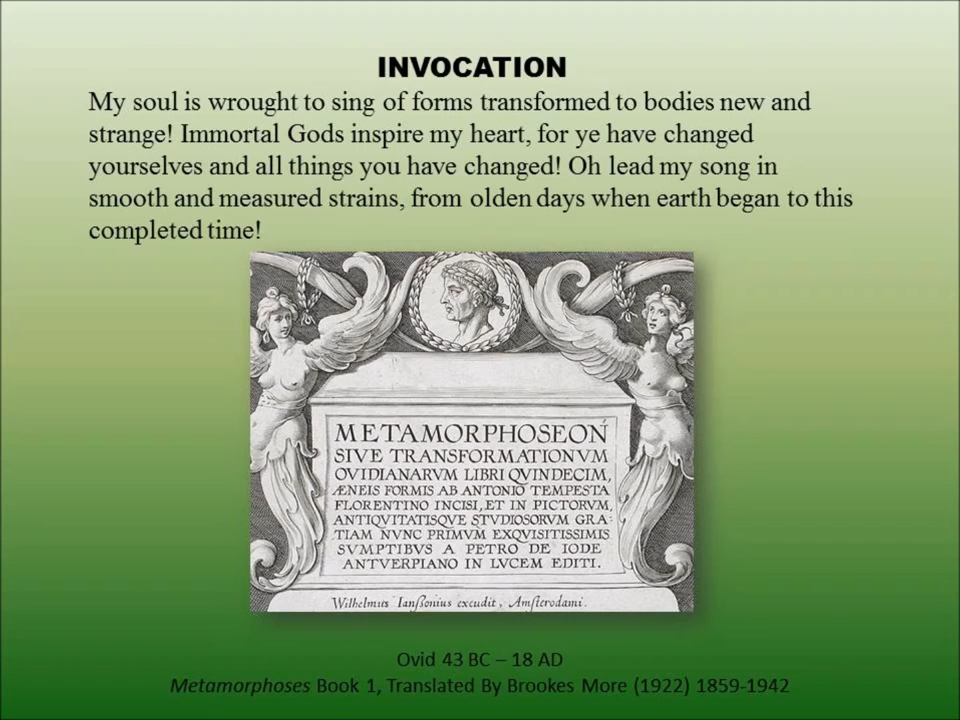 INVOCATION
My soul is wrought to sing of forms transformed to bodies new and
strange! Immortal Gods inspire my heart, for ye have changed
yourselves and all things you have changed! Oh lead my song in
smooth and measured strains, from olden days when earth began to this
completed time!
METAMORPHOSEON
SIVE TRANSFORMATIONVM
OVIDIANARVM LIBRI QVINDECIM,
ÆNEIS FORMIS AB ANTONIO TEMPESTA
FLORENTINO INCISI, ET IN PICTORVM,
ANTIQVITATISQVE STVDIOSORVM GRA:
TIAM NVNC PRIMVM EXQVISITISSIMIS
SVMPTIBVS A PETRO DE IODE
ANTVERPIANO IN LVCEM EDITI.
Wilhelmus Ianſſonius excudit, Amſterodami.
Ovid 43 BC – 18 AD
Metamorphoses Book 1, Translated By Brookes More (1922) 1859-1942